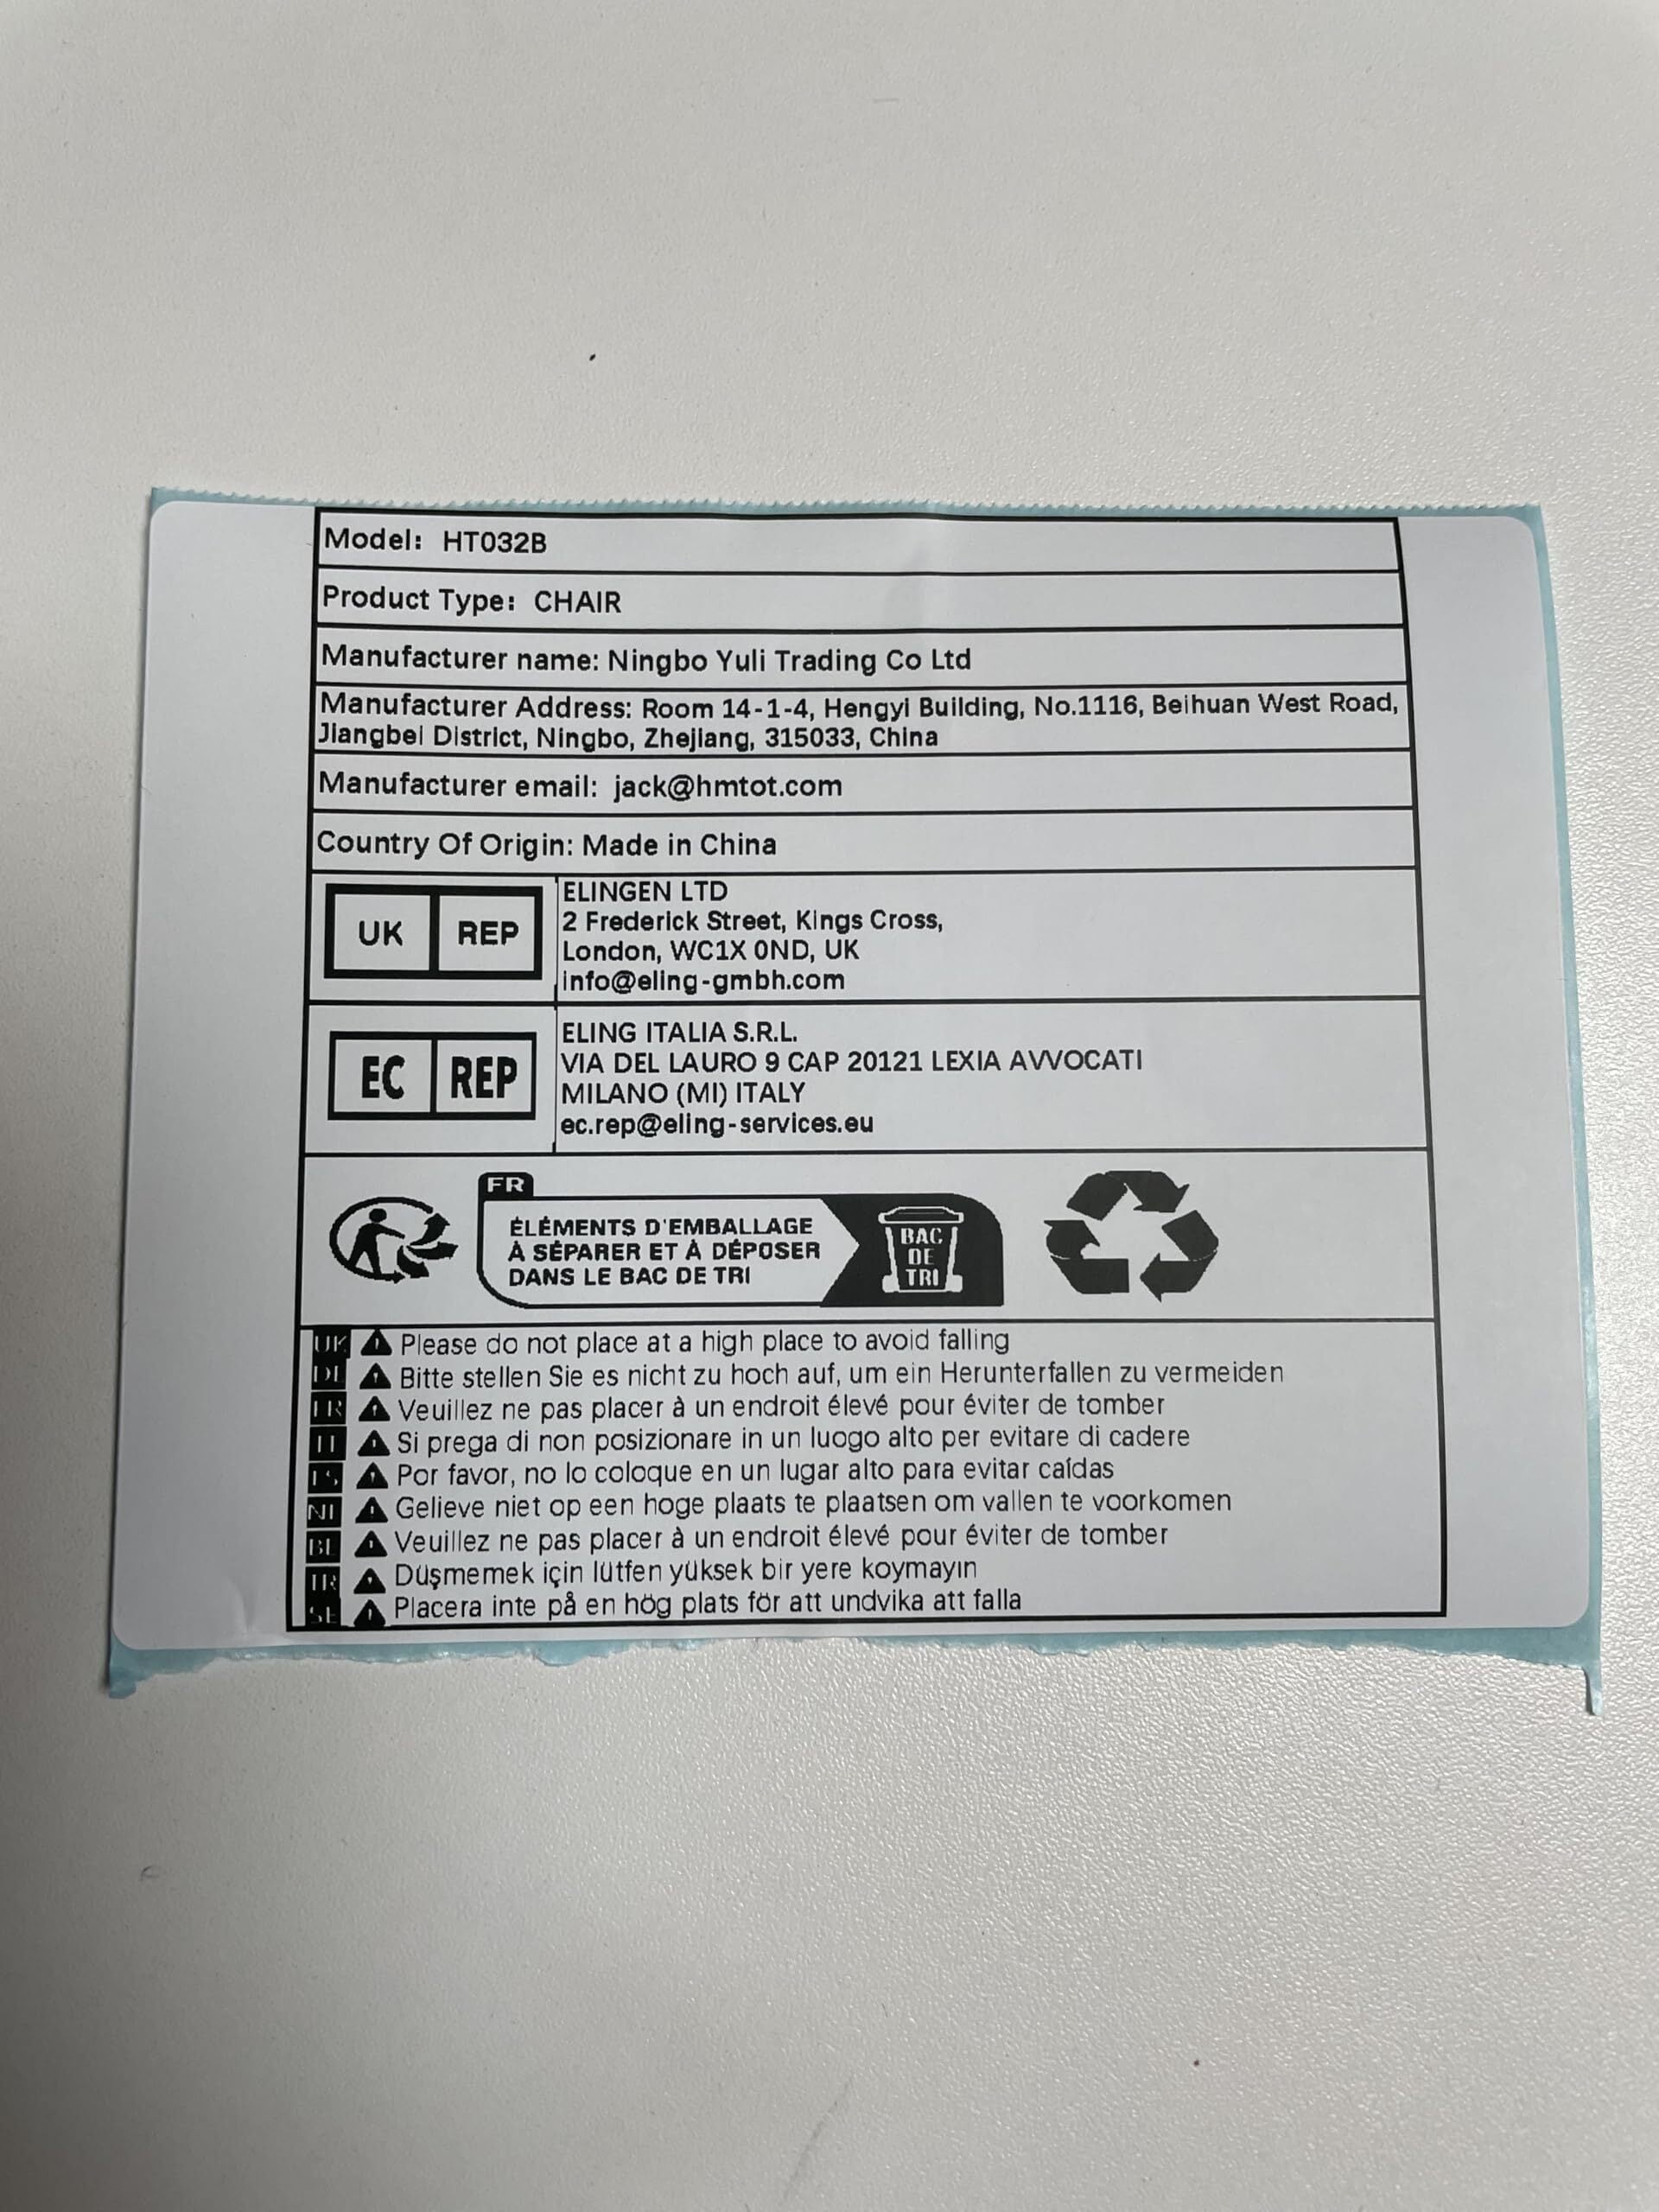 Model: HT032B
Product Type: CHAIR
Manufacturer name: Ningbo Yuli Trading Co Ltd
Manufacturer Address: Room 14-1-4, Hengyi Building, No.1116, Beihuan West Road,
Jiangbei District, Ningbo, Zhejiang, 315033, China
Manufacturer email: jack@hmtot.com
Country Of Origin: Made in China
UK REP
ELINGEN LTD
2 Frederick Street, Kings Cross,
London, WC1X 0ND, UK
info@eling-gmbh.com
EC REP
ELING ITALIA S.R.L.
VIA DEL LAURO 9 CAP 20121 LEXIA AVVOCATI
MILANO (MI) ITALY
ec.rep@eling-services.eu
FR
ÉLÉMENTS D'EMBALLAGE
À SÉPARER ET À DÉPOSER
DANS LE BAC DE TRI
BAC
DE
TRI
UK Please do not place at a high place to avoid falling
DE Bitte stellen Sie es nicht zu hoch auf, um ein Herunterfallen zu vermeiden
FR Veuillez ne pas placer à un endroit élevé pour éviter de tomber
IT Si prega di non posizionare in un luogo alto per evitare di cadere
ES Por favor, no lo coloque en un lugar alto para evitar caídas
NL Gelieve niet op een hoge plaats te plaatsen om vallen te voorkomen
BE Veuillez ne pas placer à un endroit élevé pour éviter de tomber
TR Düşmemek için lütfen yüksek bir yere koymayın
SE Placera inte på en hög plats för att undvika att falla